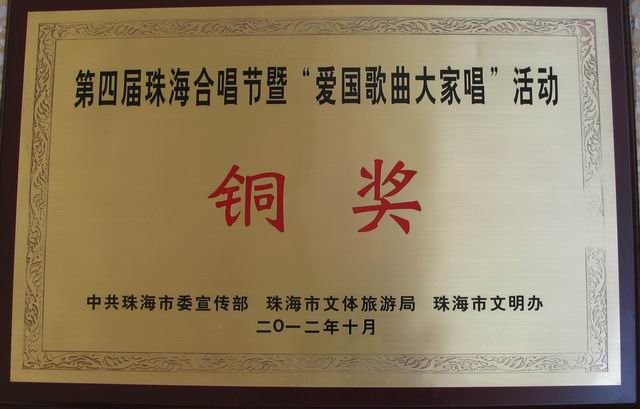 第四届珠海合唱节暨“爱国歌曲大家唱”活动
铜 奖
中共珠海市委宣传部 珠海市文体旅游局 珠海市文明办
二〇一二年十月